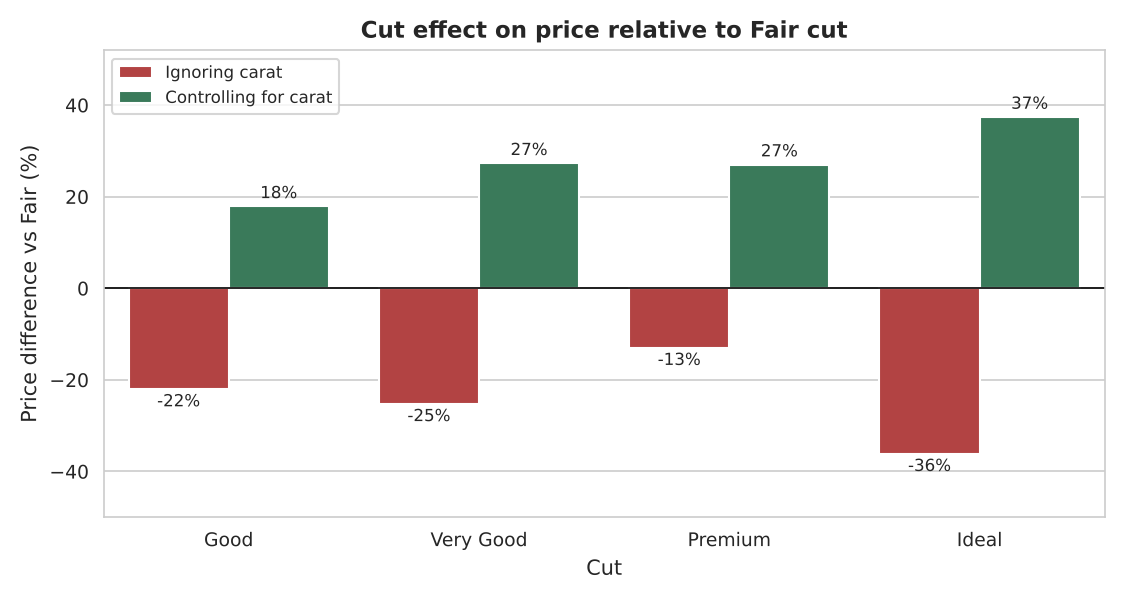 Cut effect on price relative to Fair cut
Ignoring carat
Controlling for carat
Price difference vs Fair (%)
40
20
0
−20
−40
18%
27%
27%
37%
-22%
-25%
-13%
-36%
Good
Very Good
Premium
Ideal
Cut